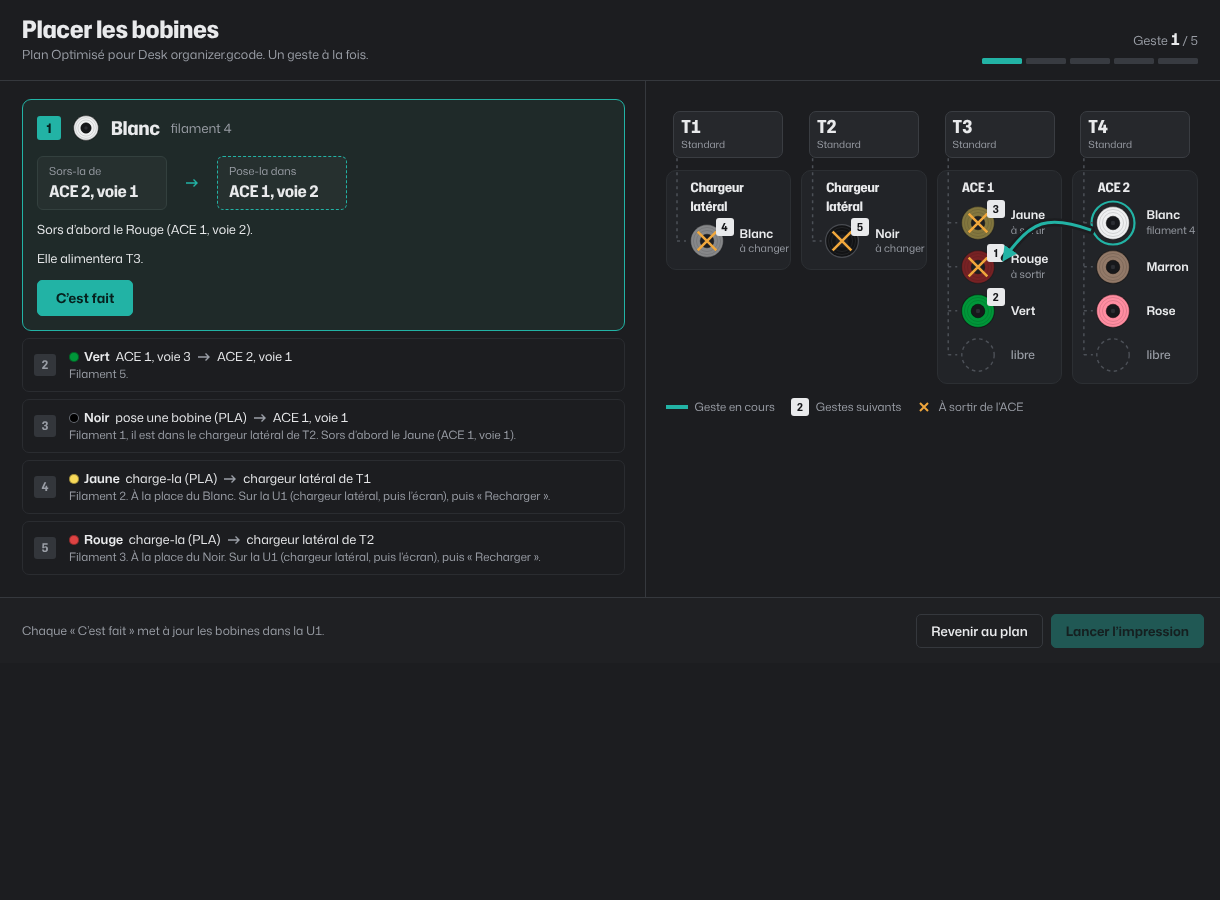 Placer les bobines
Plan Optimisé pour Desk organizer.gcode. Un geste à la fois.
Geste 1 / 5
1 Blanc filament 4
Sors-la de
ACE 2, voie 1
→
Pose-la dans
ACE 1, voie 2
Sors d'abord le Rouge (ACE 1, voie 2).
Elle alimentera T3.
C'est fait
2 Vert ACE 1, voie 3 → ACE 2, voie 1
Filament 5.
3 Noir pose une bobine (PLA) → ACE 1, voie 1
Filament 1, il est dans le chargeur latéral de T2. Sors d'abord le Jaune (ACE 1, voie 1).
4 Jaune charge-la (PLA) → chargeur latéral de T1
Filament 2. À la place du Blanc. Sur la U1 (chargeur latéral, puis l'écran), puis « Recharger ».
5 Rouge charge-la (PLA) → chargeur latéral de T2
Filament 3. À la place du Noir. Sur la U1 (chargeur latéral, puis l'écran), puis « Recharger ».
T1
Standard
Chargeur
latéral
4
Blanc
à changer
T2
Standard
Chargeur
latéral
5
Noir
à changer
T3
Standard
ACE 1
3
Jaune
à sortir
1
Rouge
à sortir
2
Vert
libre
T4
Standard
ACE 2
Blanc
filament 4
Marron
Rose
libre
Geste en cours
2 Gestes suivants
À sortir de l'ACE
Chaque « C'est fait » met à jour les bobines dans la U1.
Revenir au plan
Lancer l'impression